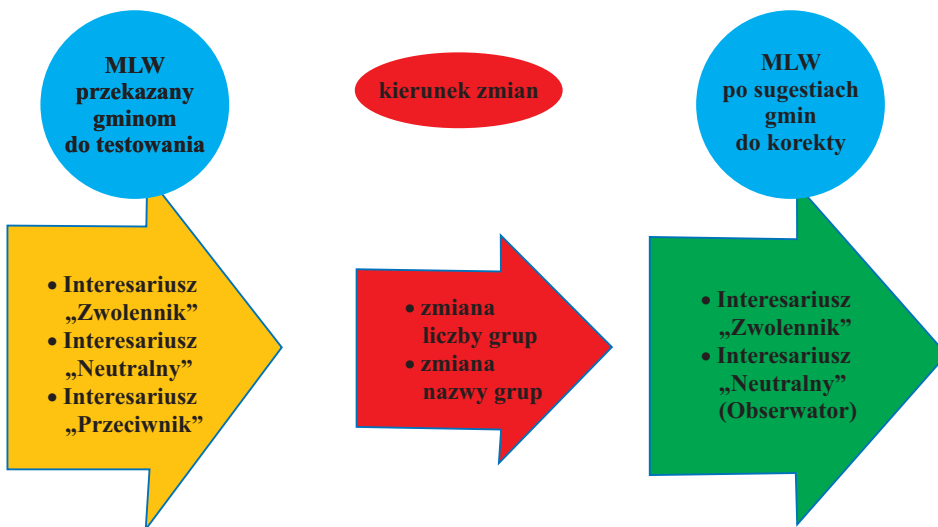 MLW
przekazany
gminom
do testowania
kierunek zmian
MLW
po sugestiach
gmin
do korekty
• Interesariusz
„Zwolennik”
• Interesariusz
„Neutralny”
• Interesariusz
„Przeciwnik”
• zmiana
liczby grup
• zmiana
nazwy grup
• Interesariusz
„Zwolennik”
• Interesariusz
„Neutralny”
(Obserwator)